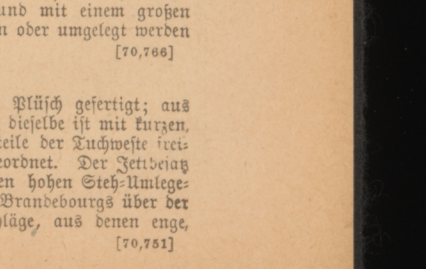 und mit einem großen
n oder umgelegt werden
[70,766]
Plüsch gefertigt; aus
dieselbe ist mit kurzen,
teile der Tuchweste frei-
eordnet. Der Jettbesatz
en hohen Steh-Umlege-
Brandebourgs über der
läge, aus denen enge,
[70,751]